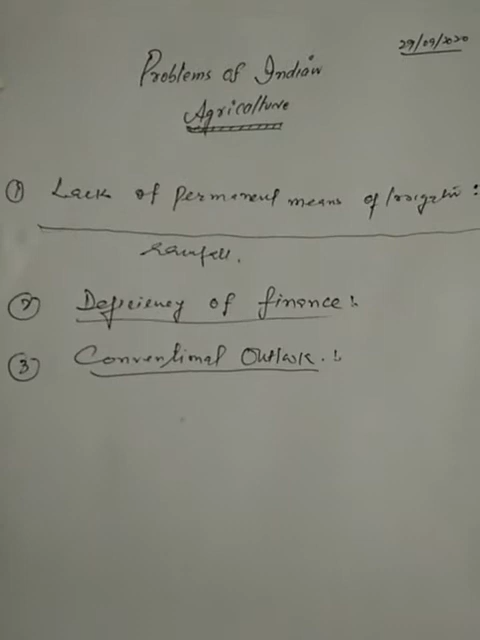 29/09/2020
Problems of Indian
Agriculture
① Lack of permanent means of Irrigation :
rainfall.
② Deficiency of finance :
③ Conventional Outlook. :